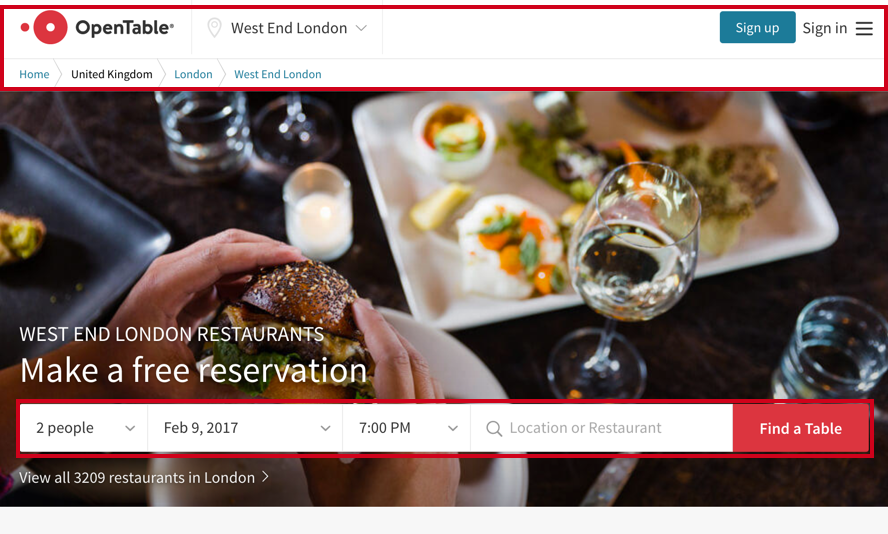 OpenTable®
West End London
Sign up
Sign in
Home
United Kingdom
London
West End London
WEST END LONDON RESTAURANTS
Make a free reservation
2 people
Feb 9, 2017
7:00 PM
Location or Restaurant
Find a Table
View all 3209 restaurants in London